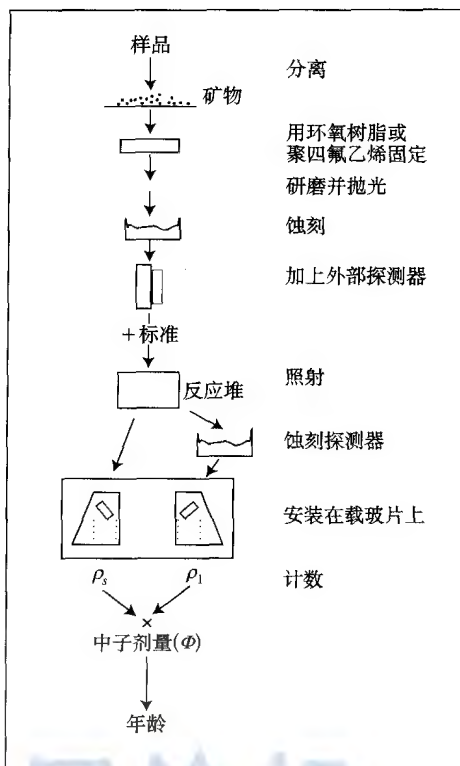 样品
分离
矿物
用环氧树脂或
聚四氟乙烯固定
研磨并抛光
蚀刻
加上外部探测器
+标准
照射
反应堆
蚀刻探测器
安装在载玻片上
ρs ρ1
计数
×
中子剂量(Φ)
年龄